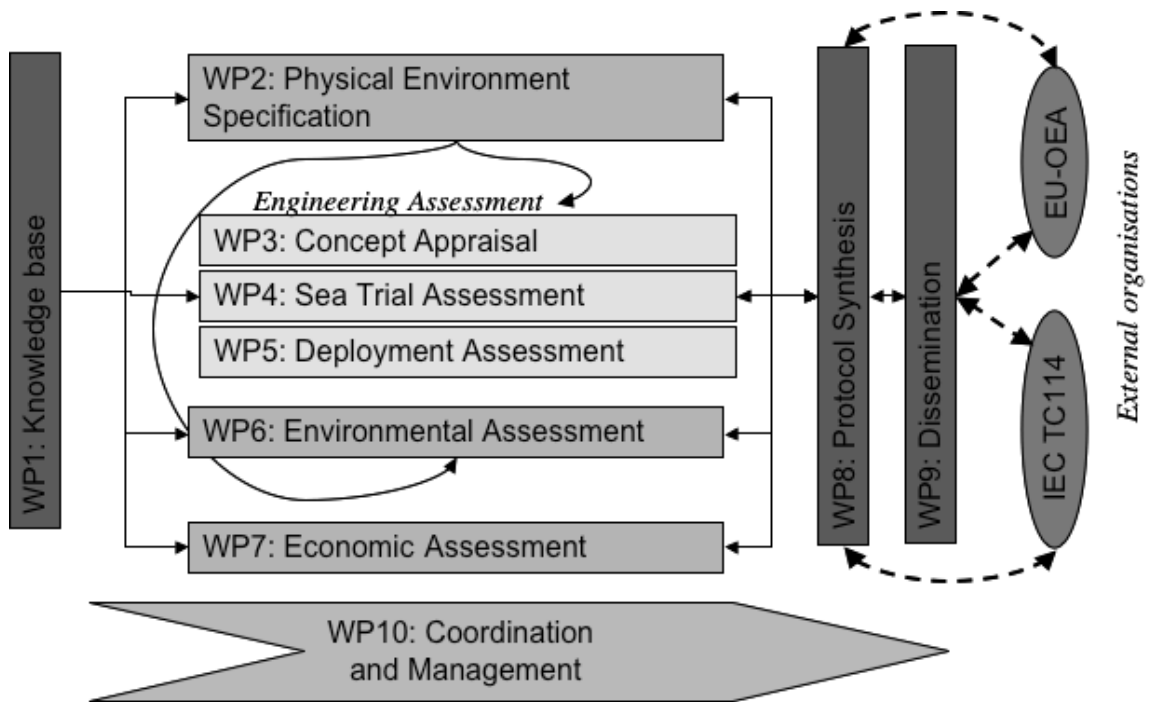 WP1: Knowledge base
WP2: Physical Environment
Specification
Engineering Assessment
WP3: Concept Appraisal
WP4: Sea Trial Assessment
WP5: Deployment Assessment
WP6: Environmental Assessment
WP7: Economic Assessment
WP8: Protocol Synthesis
WP9: Dissemination
EU-OEA
IEC TC114
External organisations
WP10: Coordination
and Management